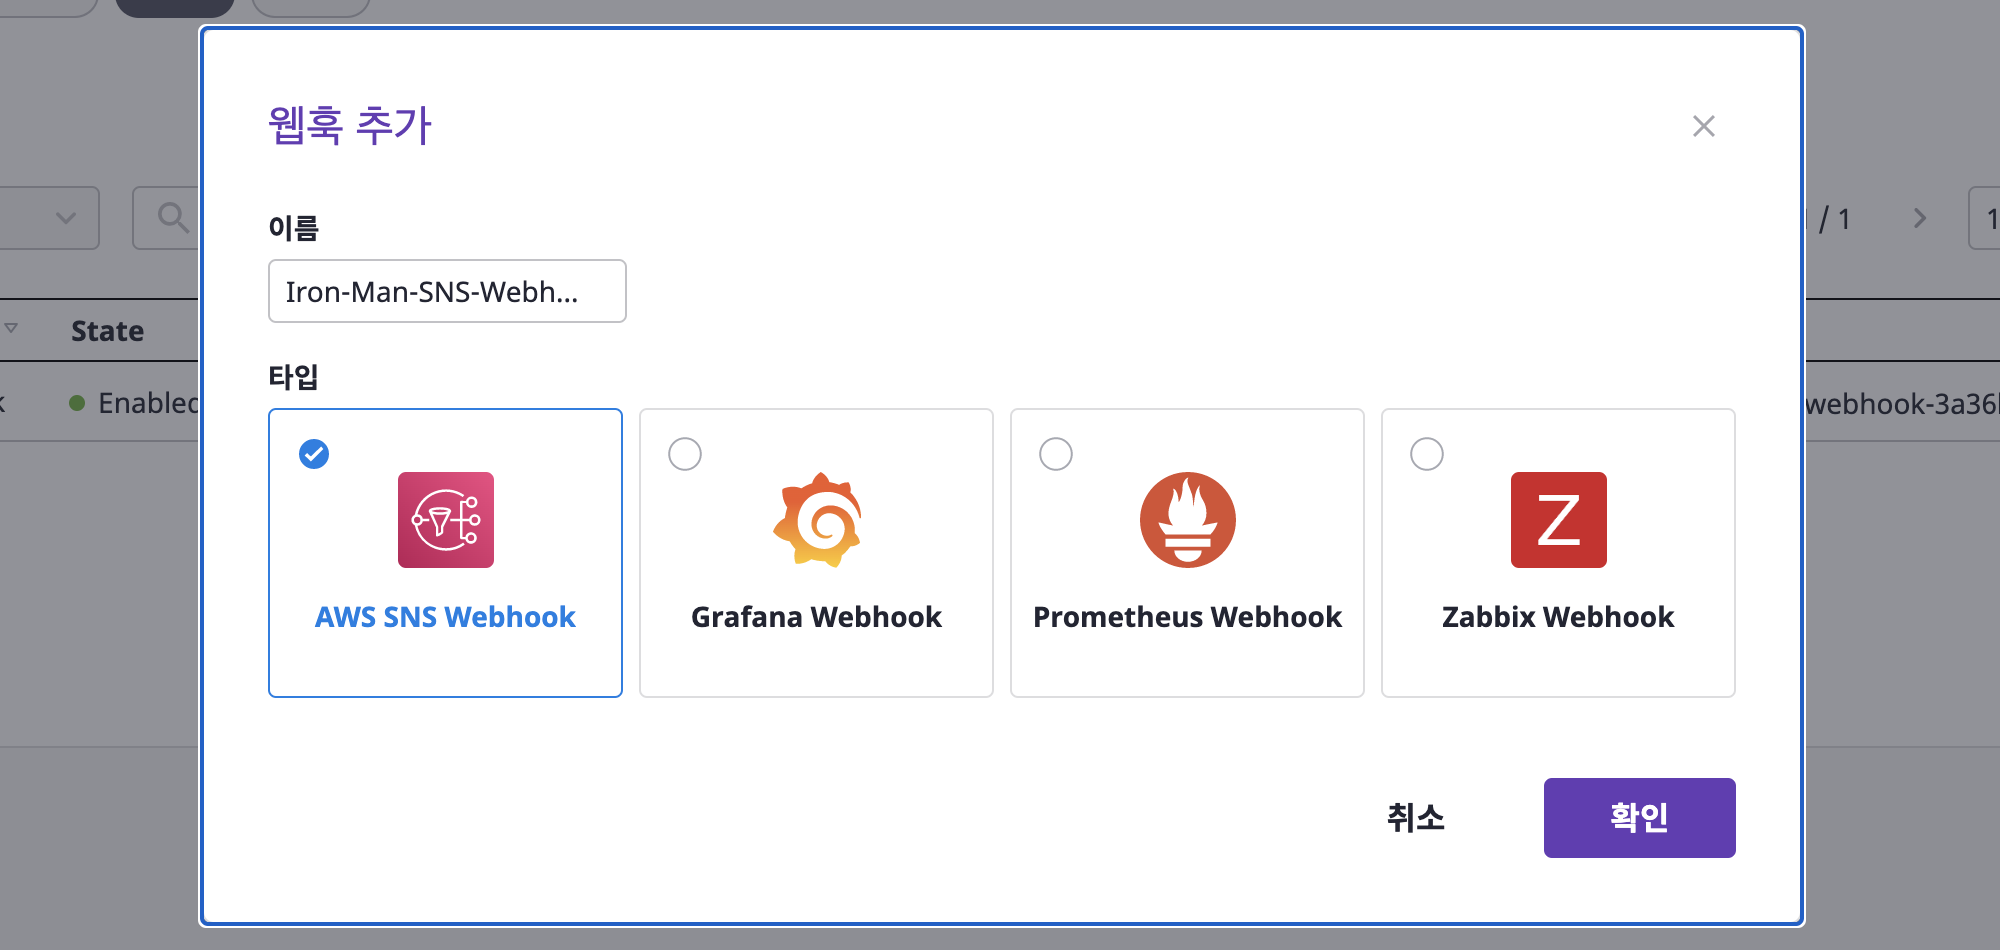 웹훅 추가
이름
Iron-Man-SNS-Webh...
타입
AWS SNS Webhook
Grafana Webhook
Prometheus Webhook
Z
Zabbix Webhook
취소
확인
/ 1
1
State
Enabled
webhook-3a36